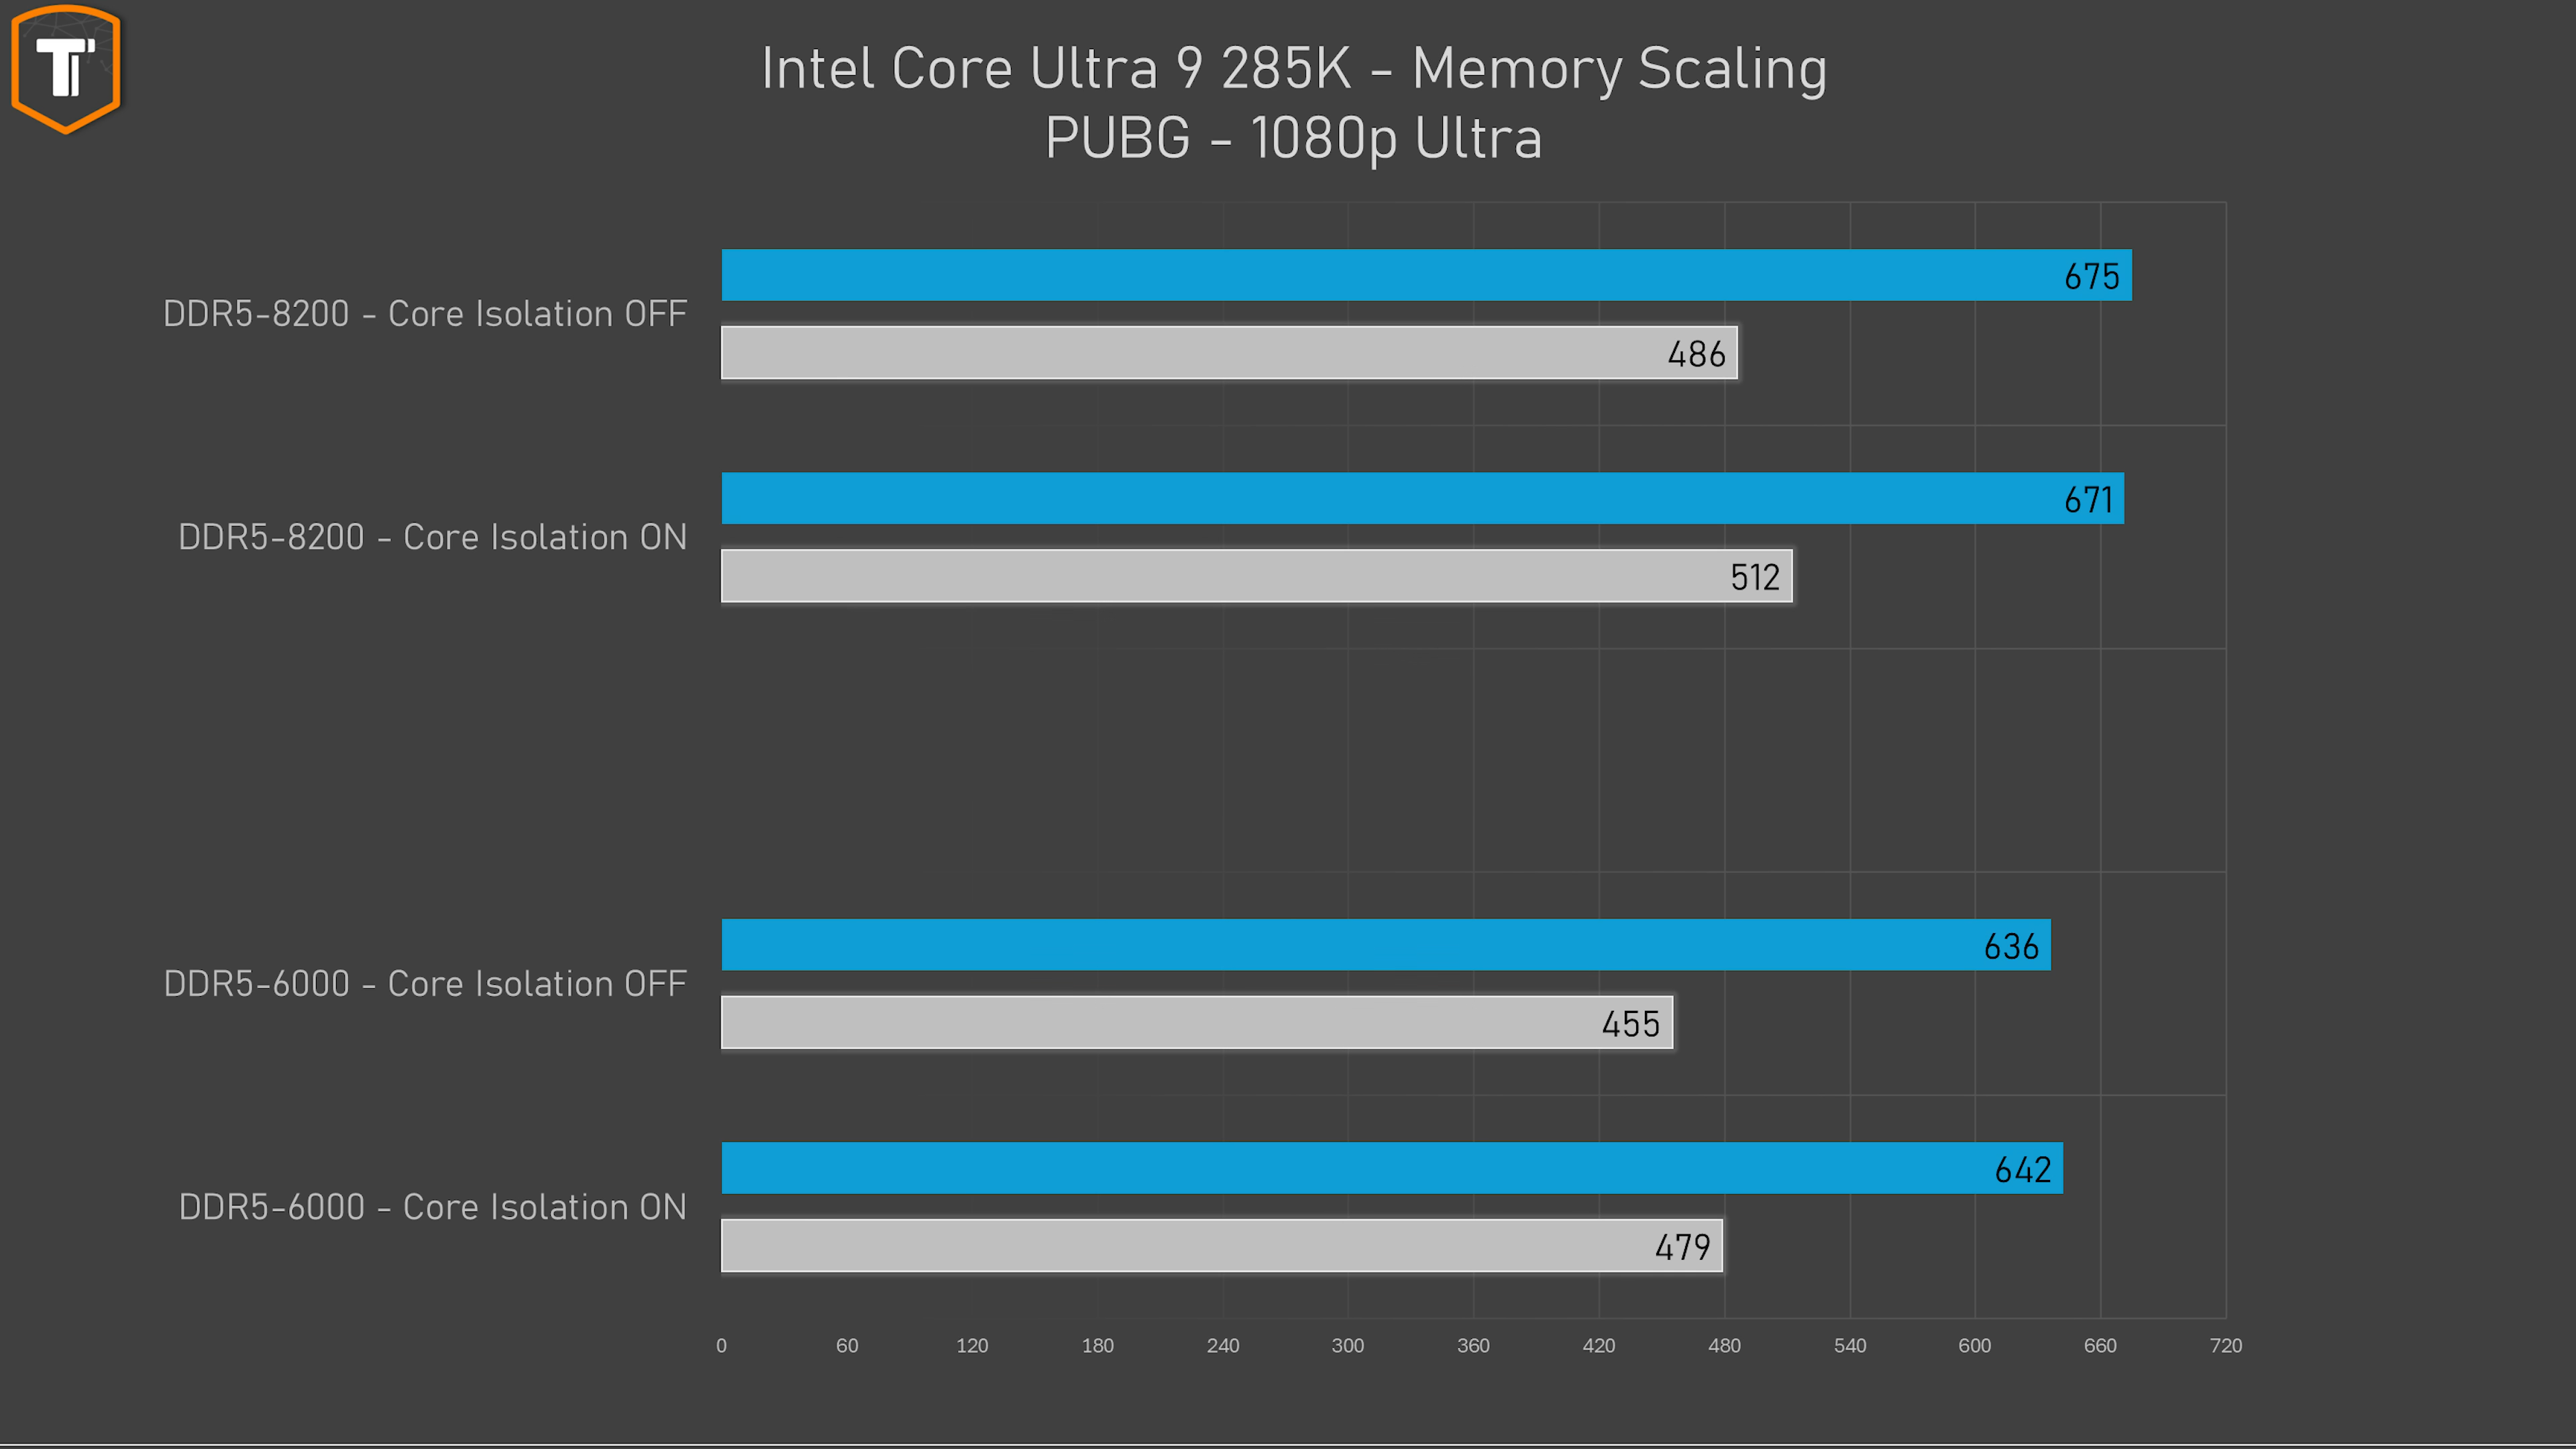 Intel Core Ultra 9 285K - Memory Scaling
PUBG - 1080p Ultra
DDR5-8200 - Core Isolation OFF
675
486
DDR5-8200 - Core Isolation ON
671
512
DDR5-6000 - Core Isolation OFF
636
455
DDR5-6000 - Core Isolation ON
642
479
0 60 120 180 240 300 360 420 480 540 600 660 720